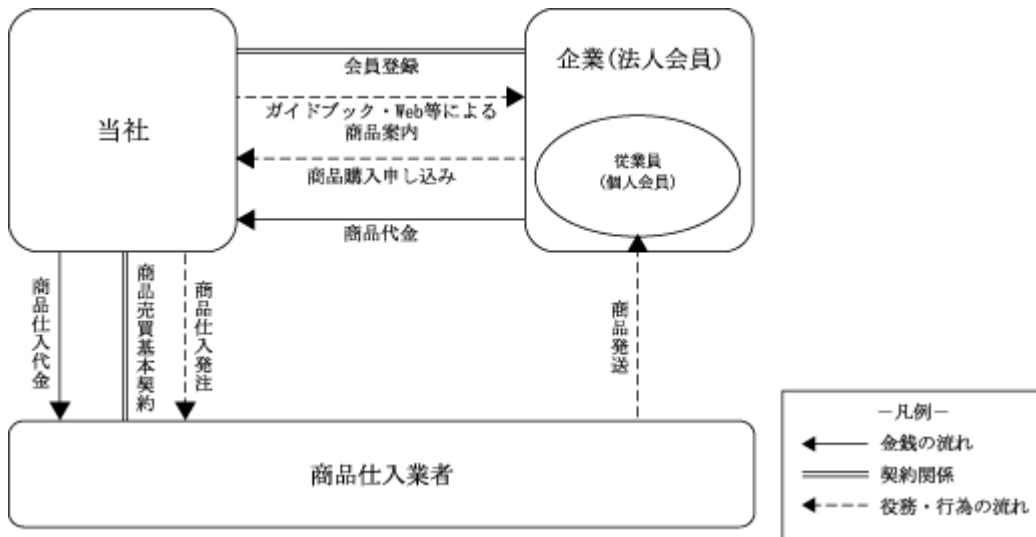 当社
企業(法人会員)
会員登録
ガイドブック・Web等による
商品案内
商品購入申し込み
商品代金
従業員
(個人会員)
商品仕入代金
商品売買基本契約
商品仕入発注
商品発送
商品仕入業者
－凡例－
金銭の流れ
契約関係
役務・行為の流れ